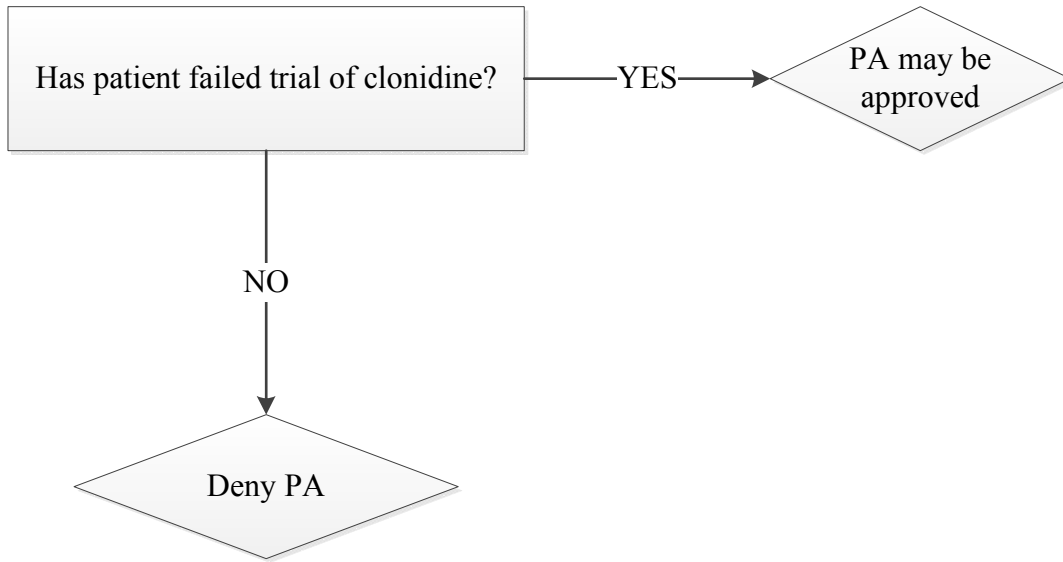 Has patient failed trial of clonidine?
YES
PA may be
approved
NO
Deny PA